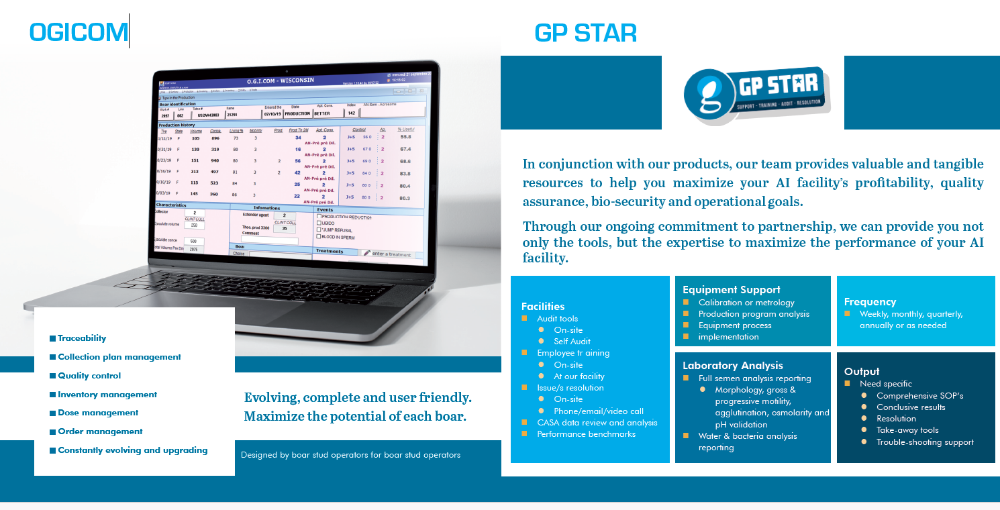 OGICOM
O.G.I.COM - WISCONSIN
mercredi 21 septembre
Version 1.10.40 du 09/07/22
16:18:02
Type in the Production
Boar identification
Work # Line Tatoo # Name Entered the State Apt. Cons. Index AN-Sem - Acrosome
2897 002 US2AA43003 21291 07/10/19 PRODUCTION BETTER 142
Production history
The State Volume Conce. Living % Mobility Prod. Prod Th 2M Apt. Cons. Control Ag. % Useful
1/11/19 F 105 896 73 3 34 2 J+5 56 0 2 55.8
AN-Pré pré Dil.
0/31/19 F 130 319 80 3 16 2 J+5 67 0 2 67.4
AN-Pré pré Dil.
0/23/19 F 151 940 80 3 2 56 2 J+5 69 0 2 68.6
AN-Pré pré Dil.
0/16/19 F 213 497 81 3 2 42 2 J+5 84 0 2 83.8
AN-Pré pré Dil.
0/10/19 F 115 523 84 3 25 2 J+5 80 0 2 80.4
AN-Pré pré Dil.
0/03/19 F 145 360 86 3 22 2 J+5 80 0 2 80.3
AN-Pré pré Dil.
Characteristics Infomations Events
Collector 2 Extender agent 2 PRODUCTION REDUCTION
CLINT COLL CLINT COLL LIBIDO
Ejaculate volume 250 Theo. prod 3300 35 "JUMP REFUSAL
Comment BLOOD IN SPERM
Ejaculate conce 500
Total Volume Pre Dil 2975 Boar Treatments enter a treatment
Choice
Traceability
Collection plan management
Quality control
Inventory management
Dose management
Order management
Constantly evolving and upgrading
Evolving, complete and user friendly.
Maximize the potential of each boar.
Designed by boar stud operators for boar stud operators
GP STAR
GP STAR
SUPPORT - TRAINING - AUDIT - RESOLUTION
In conjunction with our products, our team provides valuable and tangible
resources to help you maximize your AI facility's profitability, quality
assurance, bio-security and operational goals.
Through our ongoing commitment to partnership, we can provide you not
only the tools, but the expertise to maximize the performance of your AI
facility.
Facilities
Audit tools
On-site
Self Audit
Employee tr aining
On-site
At our facility
Issue/s resolution
On-site
Phone/email/video call
CASA data review and analysis
Performance benchmarks
Equipment Support
Calibration or metrology
Production program analysis
Equipment process
implementation
Laboratory Analysis
Full semen analysis reporting
Morphology, gross &
progressive motility,
agglutination, osmolarity and
pH validation
Water & bacteria analysis
reporting
Frequency
Weekly, monthly, quarterly,
annually or as needed
Output
Need specific
Comprehensive SOP's
Conclusive results
Resolution
Take-away tools
Trouble-shooting support